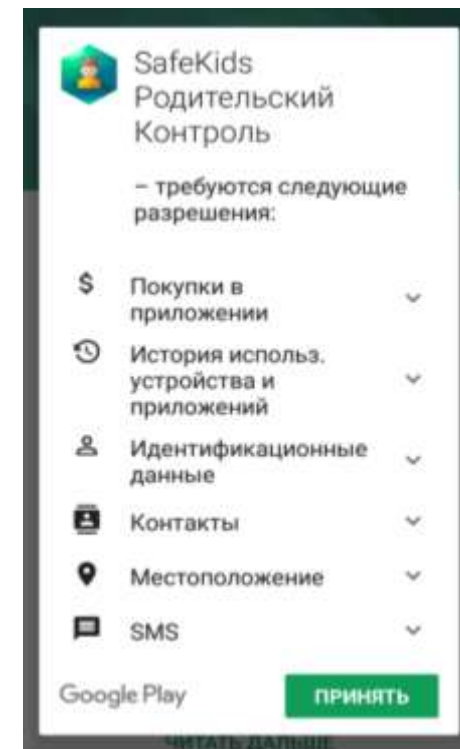 SafeKids
Родительский
Контроль
– требуются следующие
разрешения:
Покупки в
приложении
История использ.
устройства и
приложений
Идентификационные
данные
Контакты
Местоположение
SMS
Google Play
ПРИНЯТЬ
ЧИТАТЬ ДАЛЬШЕ